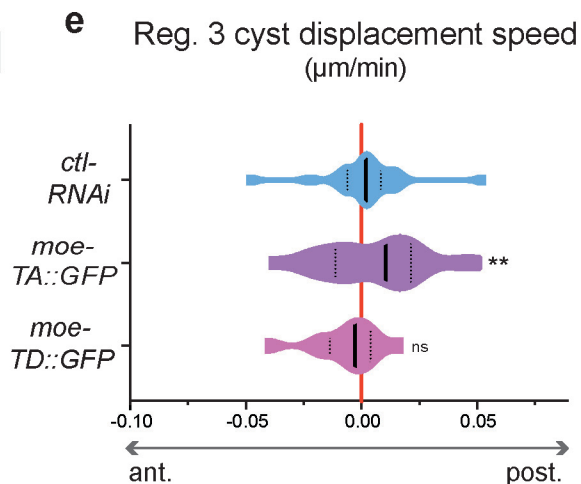 e
Reg. 3 cyst displacement speed
(µm/min)
ctl-
RNAi
moe-
TA::GFP
**
moe-
TD::GFP
ns
-0.10 -0.05 0.00 0.05
ant. post.